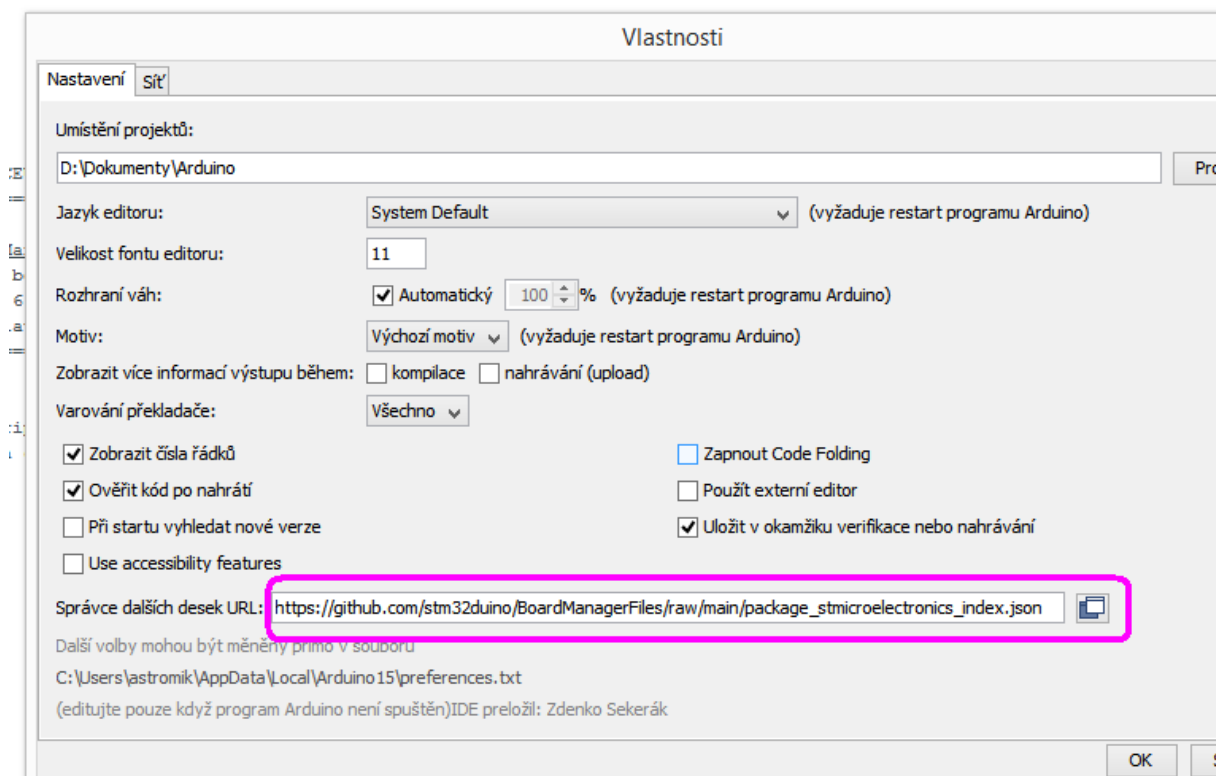 Vlastnosti
Nastavení Síť
Umístění projektů:
D:\Dokumenty\Arduino
Jazyk editoru: System Default (vyžaduje restart programu Arduino)
Velikost fontu editoru: 11
Rozhraní váh: Automatický 100 % (vyžaduje restart programu Arduino)
Motiv: Výchozí motiv (vyžaduje restart programu Arduino)
Zobrazit více informací výstupu během: kompilace nahrávání (upload)
Varování překladače: Všechno
Zobrazit čísla řádků Zapnout Code Folding
Ověřit kód po nahrátí Použít externí editor
Při startu vyhledat nové verze Uložit v okamžiku verifikace nebo nahrávání
Use accessibility features
Správce dalších desek URL: https://github.com/stm32duino/BoardManagerFiles/raw/main/package_stmicroelectronics_index.json
Další volby mohou být měněny přímo v souboru
C:\Users\astromik\AppData\Local\Arduino15\preferences.txt
(editujte pouze když program Arduino není spuštěn)IDE preložil: Zdenko Sekerák
OK